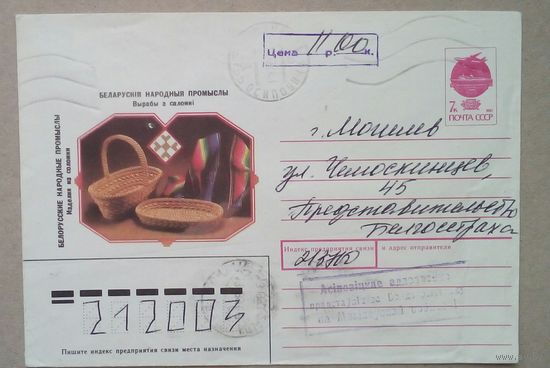 Цена 11 р. 00 к.
7к
ПОЧТА СССР
БЕЛАРУСКІЯ НАРОДНЫЯ ПРОМЫСЛЫ
Вырабы з саломкі
БЕЛОРУССКИЕ НАРОДНЫЕ ПРОМЫСЛЫ
Изделия из соломки
г. Могилев
ул. Челюскинцев,
45
Представительство
Белгосстраха
Индекс предприятия связи и адрес отправителя
212003
Пишите индекс предприятия связи места назначения